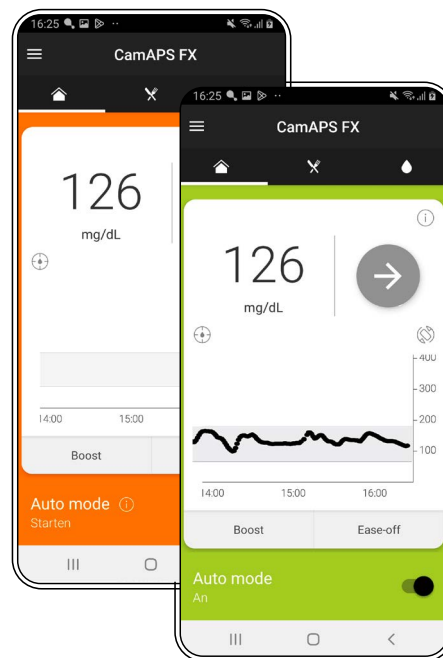 16:25
CamAPS FX
126
mg/dL
14:00 15:00
Boost
Auto mode
Starten
16:25
CamAPS FX
126
mg/dL
400
300
200
100
14:00 15:00 16:00
Boost Ease-off
Auto mode
An